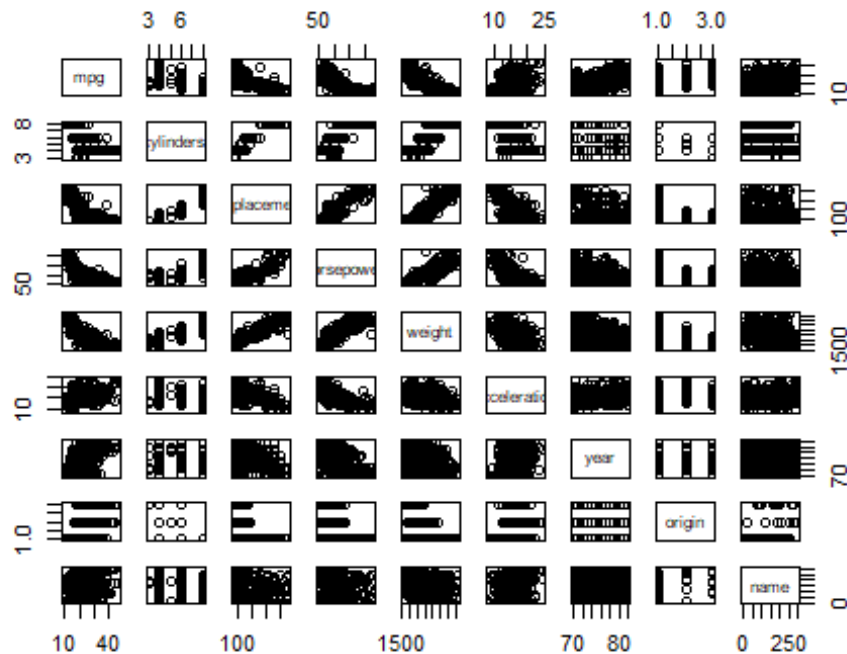 3 6 50 10 25 1.0 3.0
mpg 10
3 8 ylinders
placeme 100
50 rsepowe
weight 1500
10 cceleratio
year 70
1.0 origin
name 0
10 40 100 1500 70 80 0 250